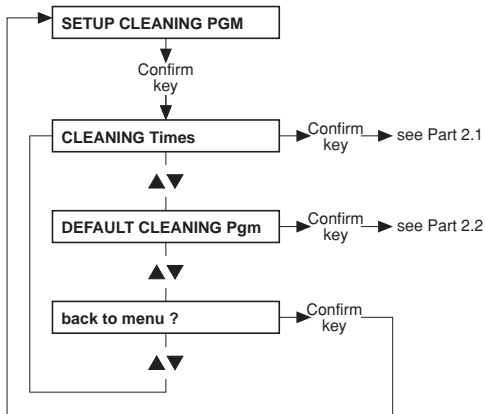 SETUP CLEANING PGM
Confirm
key
CLEANING Times
Confirm
key
see Part 2.1
▲▼
DEFAULT CLEANING Pgm
Confirm
key
see Part 2.2
▲▼
back to menu ?
Confirm
key
▲▼